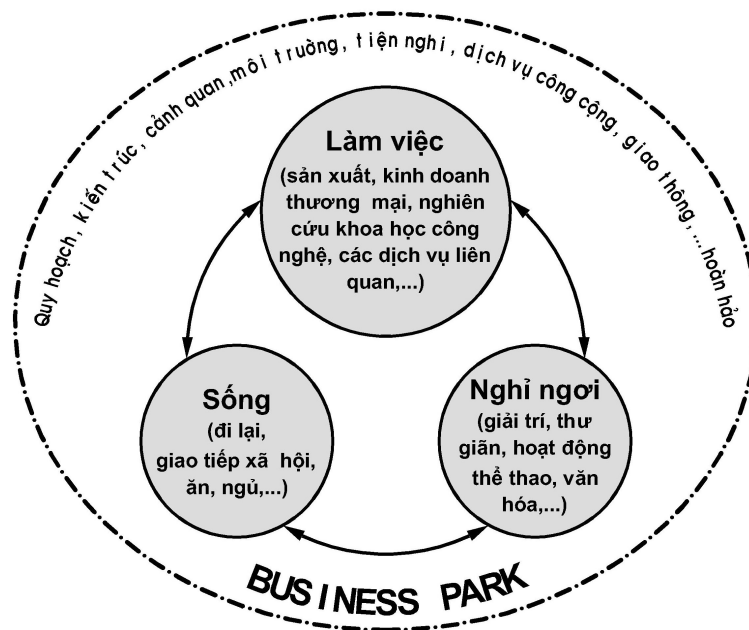 Quy hoạch, kiến trúc, cảnh quan,môi trường, tiện nghi, dịch vụ công cộng, giao thông,...hoàn hảo
Làm việc
(sản xuất, kinh doanh
thương mại, nghiên
cứu khoa học công
nghệ, các dịch vụ liên
quan,...)
Sống
(đi lại,
giao tiếp xã hội,
ăn, ngủ,...)
Nghỉ ngơi
(giải trí, thư
giãn, hoạt động
thể thao, văn
hóa,...)
BUSINESS PARK